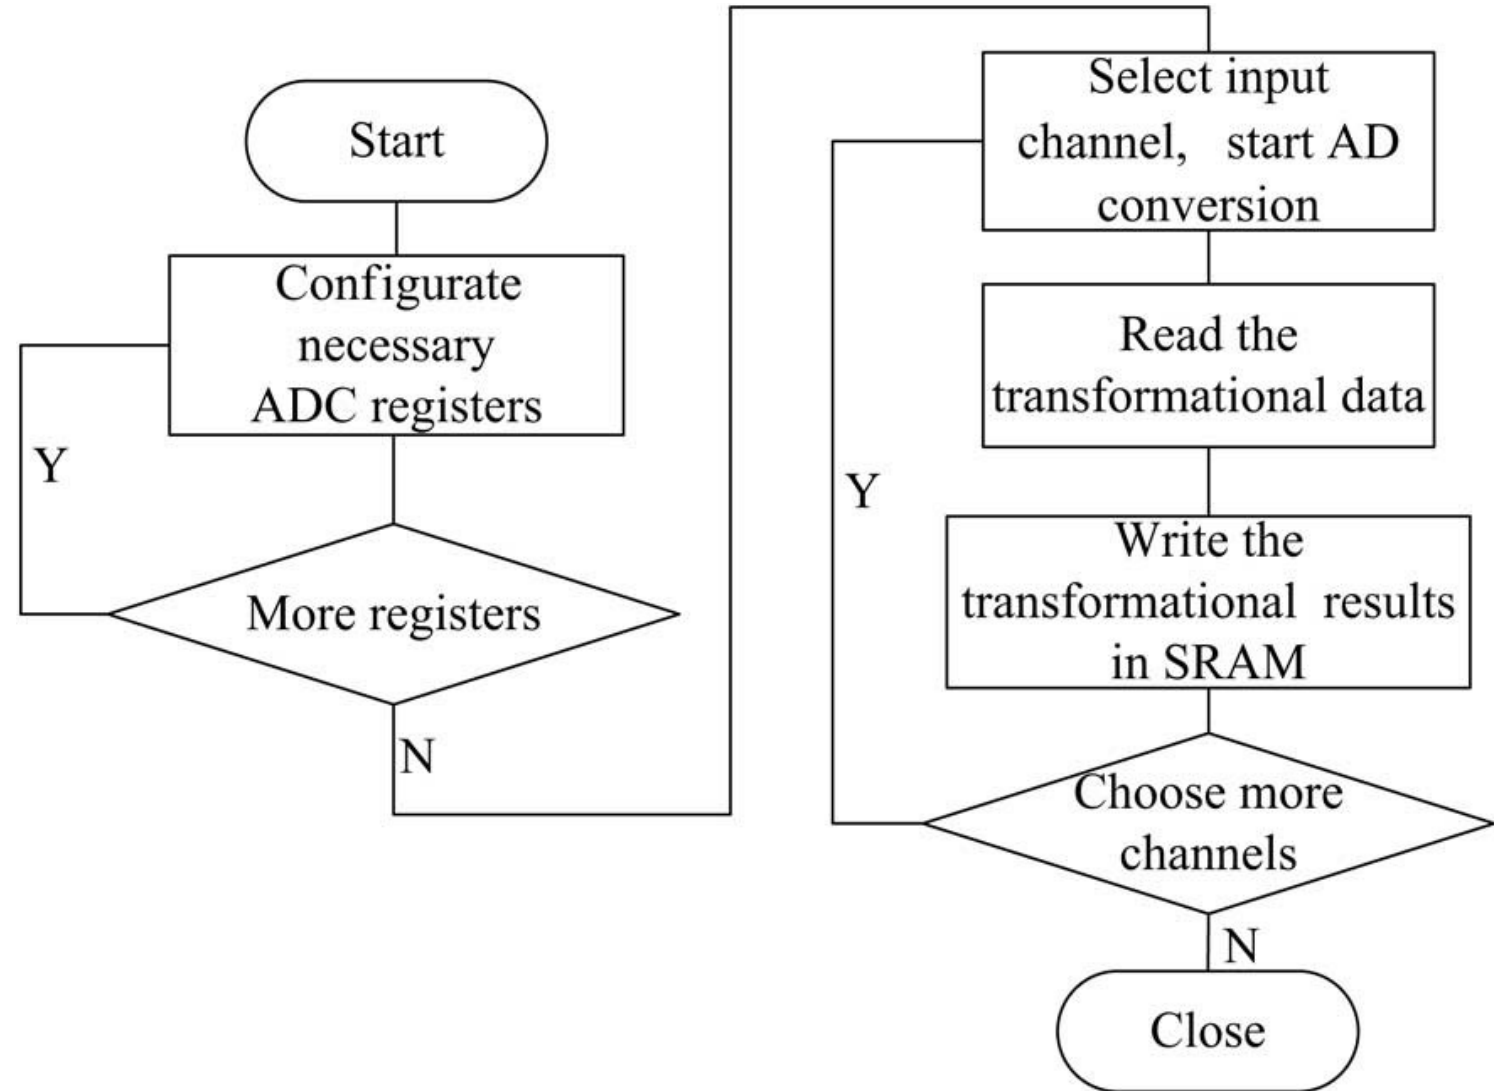 Start
Configurate
necessary
ADC registers
Y
More registers
N
Select input
channel, start AD
conversion
Read the
transformational data
Y
Write the
transformational results
in SRAM
Choose more
channels
N
Close